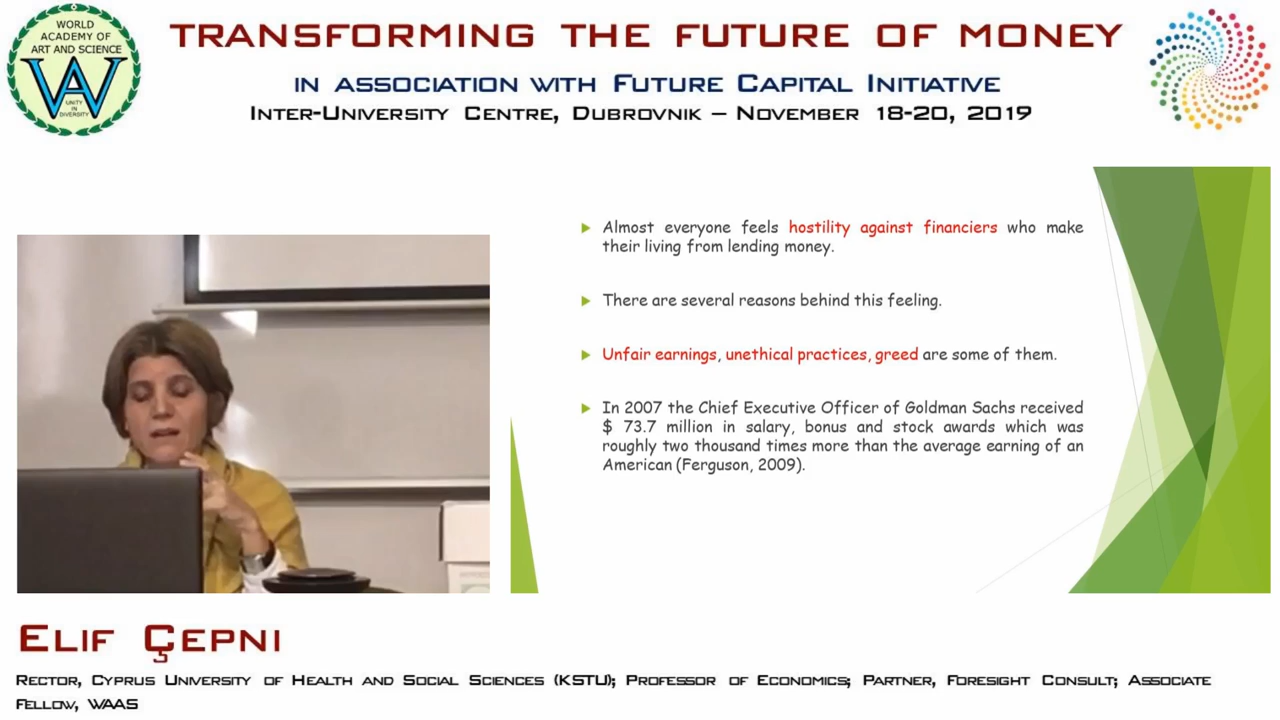 WORLD
ACADEMY OF
ART AND SCIENCE
WA
UNITY
IN
DIVERSITY
TRANSFORMING THE FUTURE OF MONEY
IN ASSOCIATION WITH FUTURE CAPITAL INITIATIVE
INTER-UNIVERSITY CENTRE, DUBROVNIK – NOVEMBER 18-20, 2019
Almost everyone feels hostility against financiers who make
their living from lending money.
There are several reasons behind this feeling.
Unfair earnings, unethical practices, greed are some of them.
In 2007 the Chief Executive Officer of Goldman Sachs received
$ 73.7 million in salary, bonus and stock awards which was
roughly two thousand times more than the average earning of an
American (Ferguson, 2009).
ELIF ÇEPNI
RECTOR, CYPRUS UNIVERSITY OF HEALTH AND SOCIAL SCIENCES (KSTU); PROFESSOR OF ECONOMICS; PARTNER, FORESIGHT CONSULT; ASSOCIATE
FELLOW, WAAS